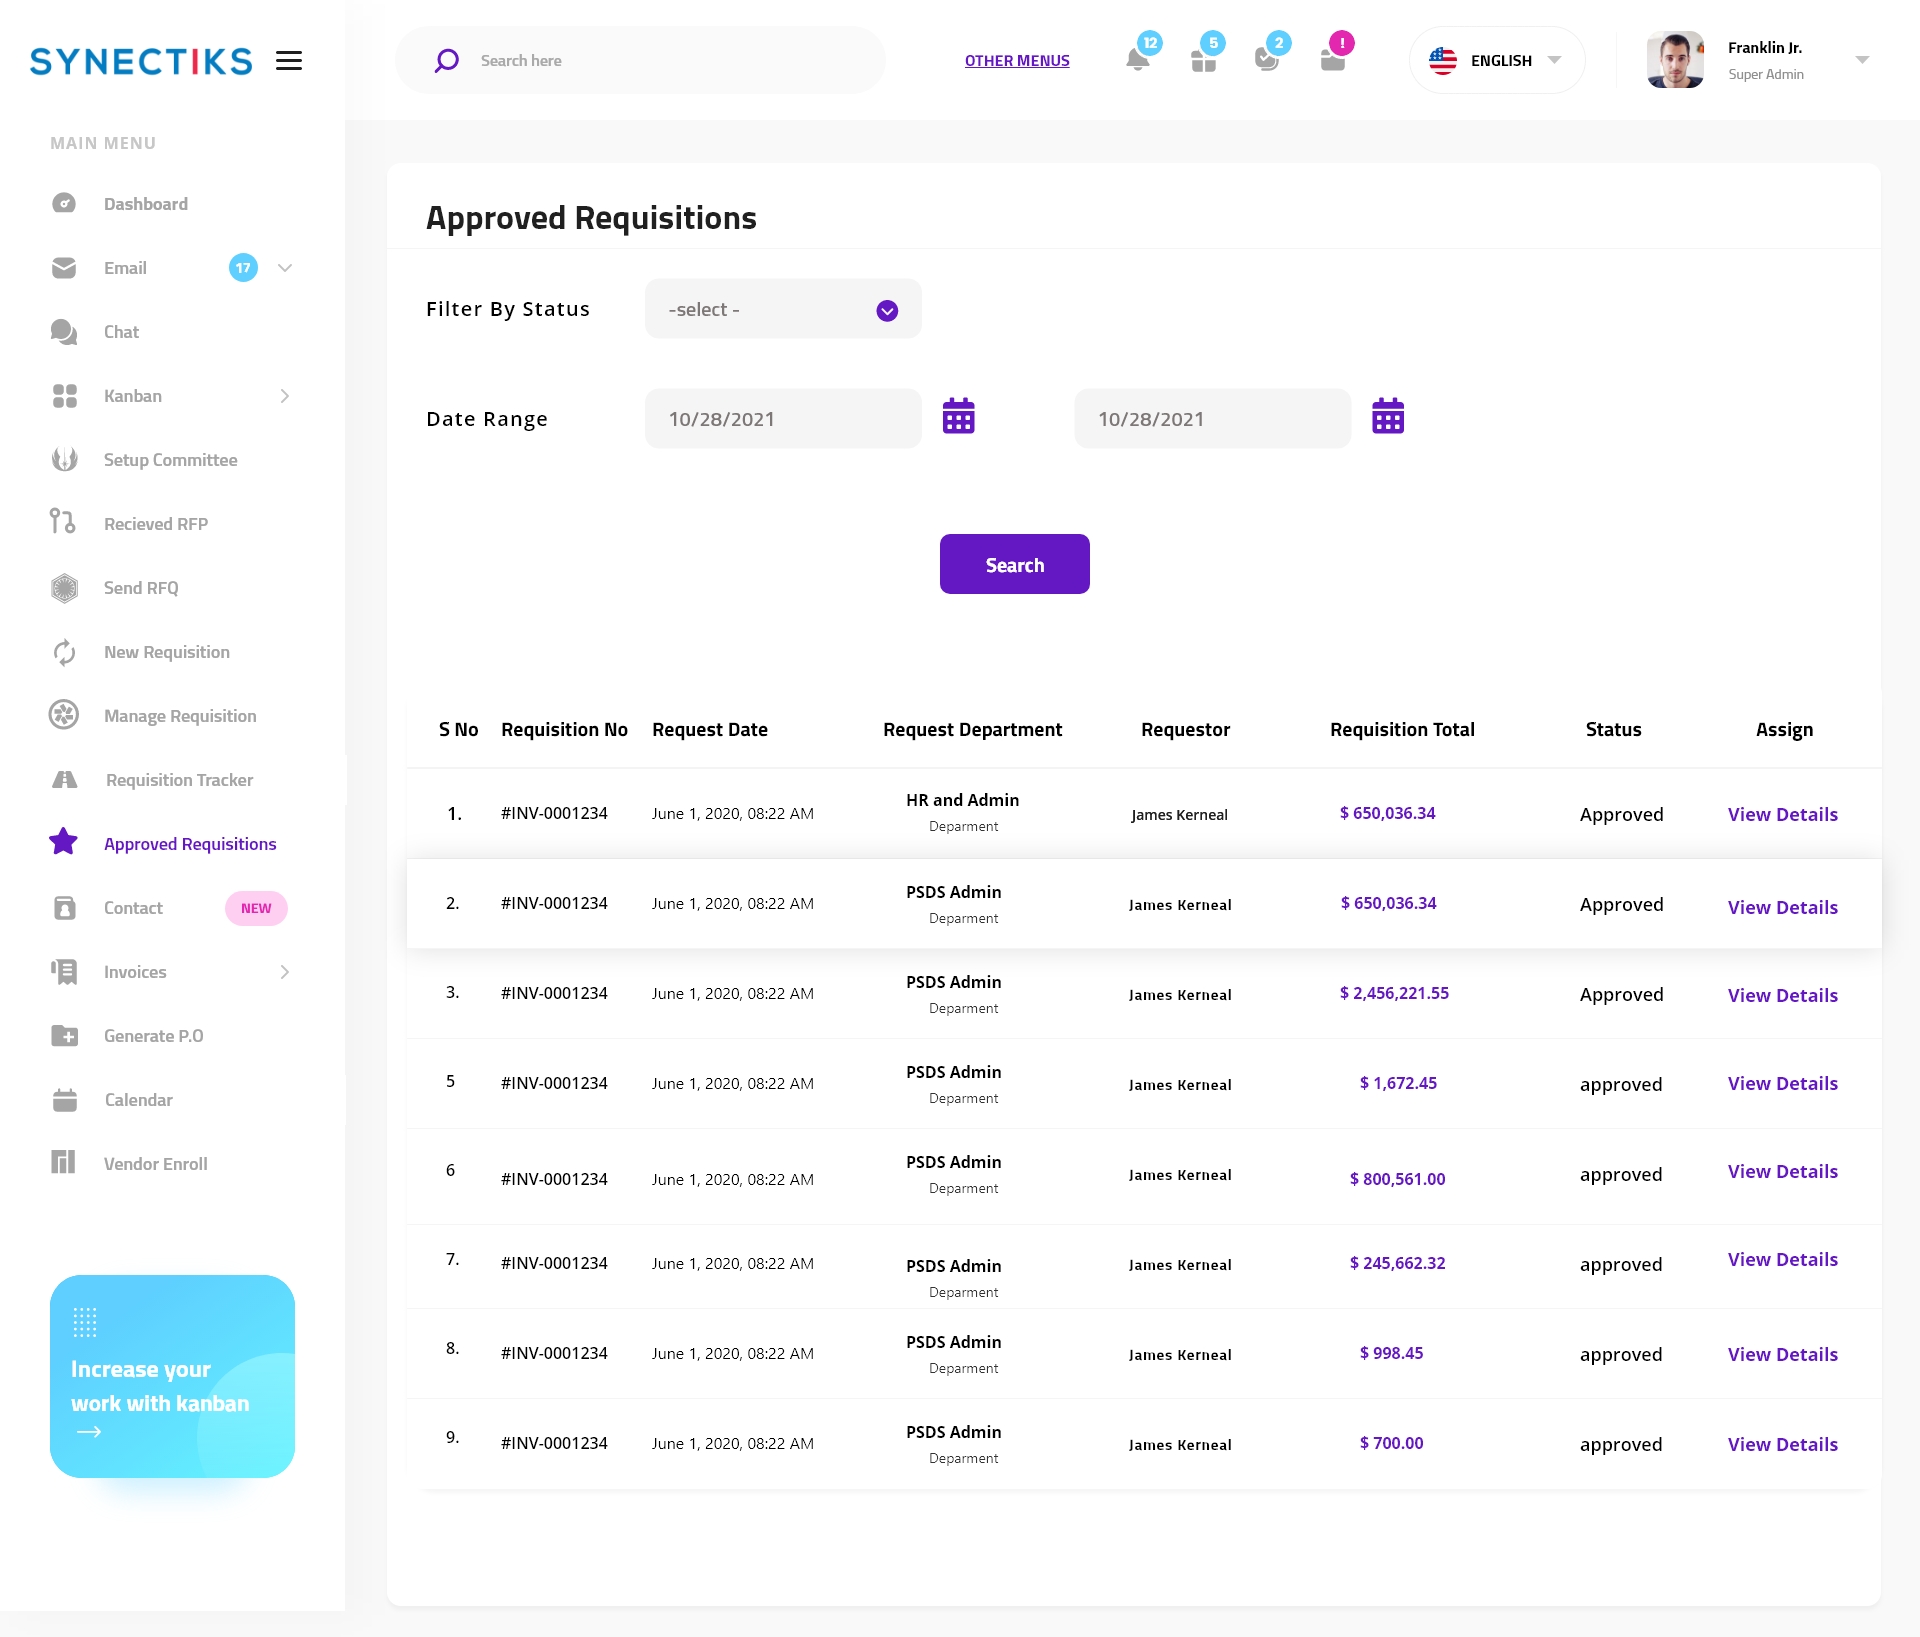 SYNECTIKS
Search here
OTHER MENUS
12
5
2
!
ENGLISH
Franklin Jr.
Super Admin
MAIN MENU
Dashboard
Email 17
Chat
Kanban
Setup Committee
Recieved RFP
Send RFQ
New Requisition
Manage Requisition
Requisition Tracker
Approved Requisitions
Contact NEW
Invoices
Generate P.O
Calendar
Vendor Enroll
Increase your
work with kanban
Approved Requisitions
Filter By Status -select -
Date Range 10/28/2021 10/28/2021
Search
S No Requisition No Request Date Request Department Requestor Requisition Total Status Assign
1. #INV-0001234 June 1, 2020, 08:22 AM HR and Admin James Kerneal $ 650,036.34 Approved View Details
Deparment
2. #INV-0001234 June 1, 2020, 08:22 AM PSDS Admin James Kerneal $ 650,036.34 Approved View Details
Deparment
3. #INV-0001234 June 1, 2020, 08:22 AM PSDS Admin James Kerneal $ 2,456,221.55 Approved View Details
Deparment
5 #INV-0001234 June 1, 2020, 08:22 AM PSDS Admin James Kerneal $ 1,672.45 approved View Details
Deparment
6 #INV-0001234 June 1, 2020, 08:22 AM PSDS Admin James Kerneal $ 800,561.00 approved View Details
Deparment
7. #INV-0001234 June 1, 2020, 08:22 AM PSDS Admin James Kerneal $ 245,662.32 approved View Details
Deparment
8. #INV-0001234 June 1, 2020, 08:22 AM PSDS Admin James Kerneal $ 998.45 approved View Details
Deparment
9. #INV-0001234 June 1, 2020, 08:22 AM PSDS Admin James Kerneal $ 700.00 approved View Details
Deparment